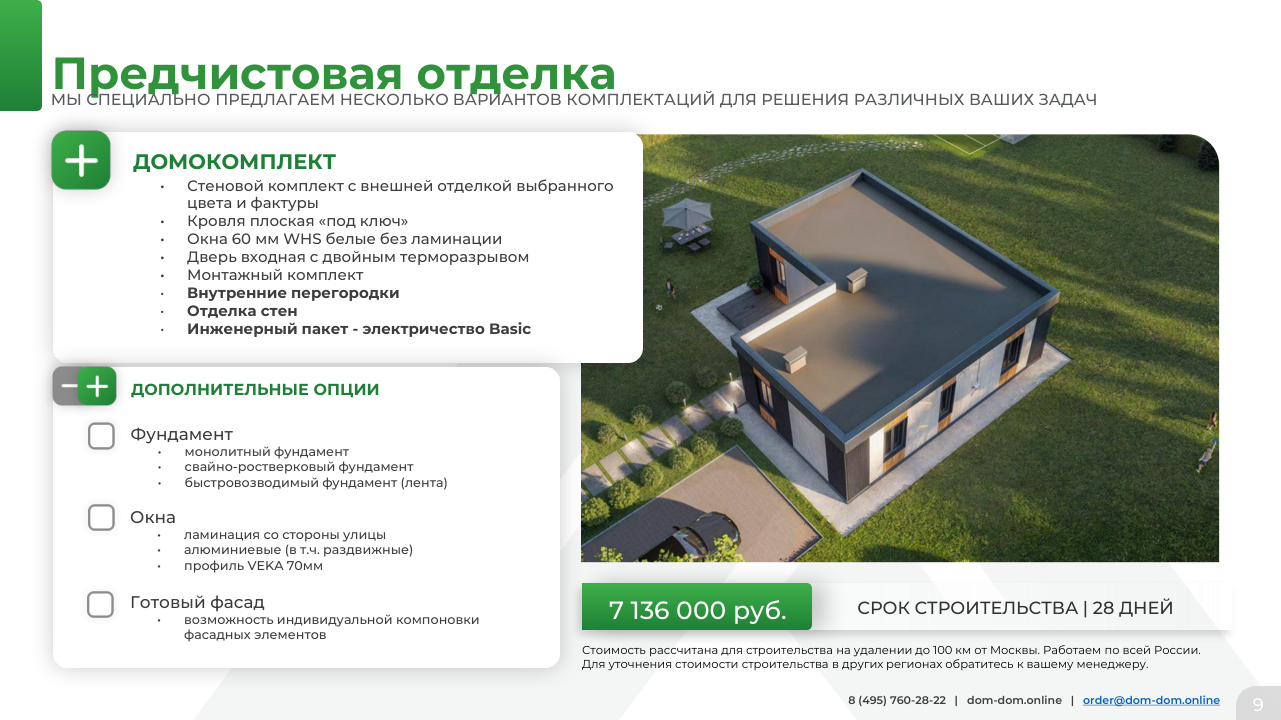 Предчистовая отделка
МЫ СПЕЦИАЛЬНО ПРЕДЛАГАЕМ НЕСКОЛЬКО ВАРИАНТОВ КОМПЛЕКТАЦИЙ ДЛЯ РЕШЕНИЯ РАЗЛИЧНЫХ ВАШИХ ЗАДАЧ
ДОМОКОМПЛЕКТ
• Стеновой комплект с внешней отделкой выбранного
цвета и фактуры
• Кровля плоская «под ключ»
• Окна 60 мм WHS белые без ламинации
• Дверь входная с двойным терморазрывом
• Монтажный комплект
• Внутренние перегородки
• Отделка стен
• Инженерный пакет - электричество Basic
ДОПОЛНИТЕЛЬНЫЕ ОПЦИИ
Фундамент
• монолитный фундамент
• свайно-ростверковый фундамент
• быстровозводимый фундамент (лента)
Окна
• ламинация со стороны улицы
• алюминиевые (в т.ч. раздвижные)
• профиль VEKA 70мм
Готовый фасад
• возможность индивидуальной компоновки
фасадных элементов
7 136 000 руб.
СРОК СТРОИТЕЛЬСТВА | 28 ДНЕЙ
Стоимость рассчитана для строительства на удалении до 100 км от Москвы. Работаем по всей России.
Для уточнения стоимости строительства в других регионах обратитесь к вашему менеджеру.
8 (495) 760-28-22 | dom-dom.online | order@dom-dom.online
9